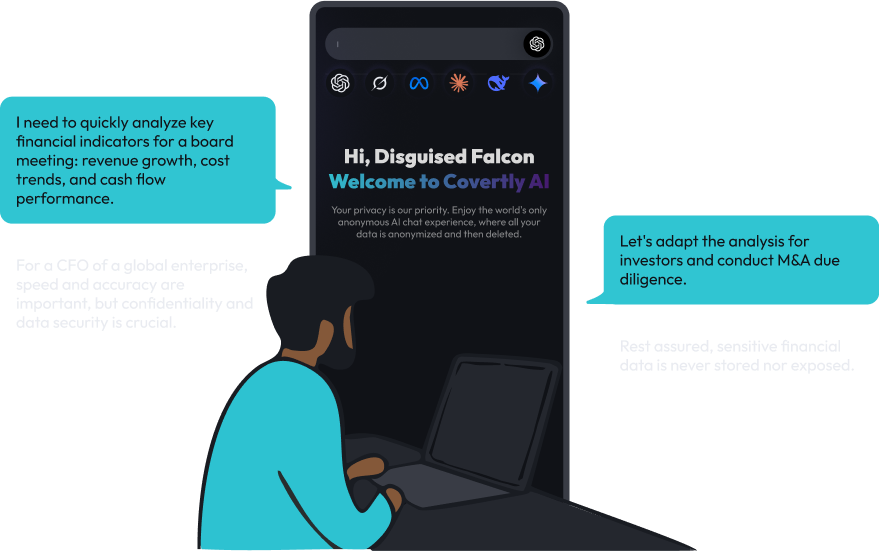 Hi, Disguised Falcon
Welcome to Covertly AI
Your privacy is our priority. Enjoy the world's only
anonymous AI chat experience, where all your
data is anonymized and then deleted.
I need to quickly analyze key
financial indicators for a board
meeting: revenue growth, cost
trends, and cash flow
performance.
For a CFO of a global enterprise,
speed and accuracy are
important, but confidentiality and
data security is crucial.
Let's adapt the analysis for
investors and conduct M&A due
diligence.
Rest assured, sensitive financial
data is never stored nor exposed.